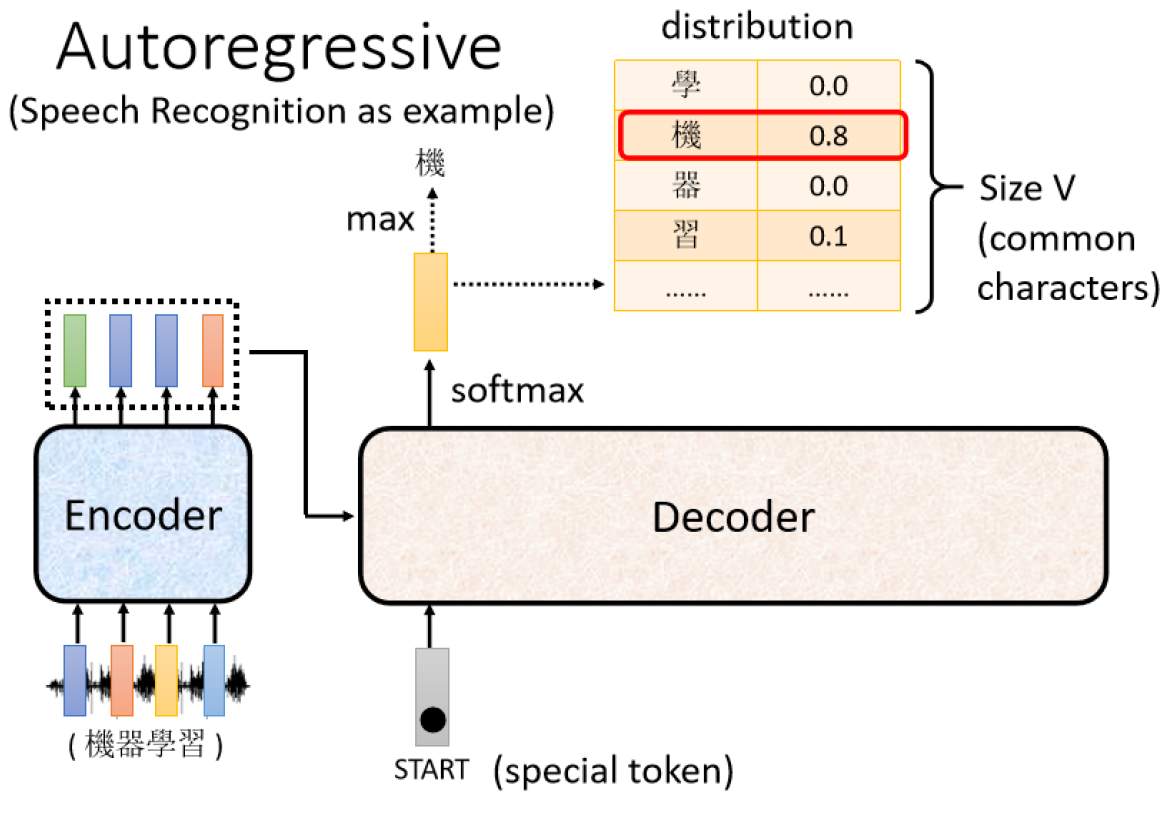 Autoregressive
(Speech Recognition as example)
distribution
學 0.0
機 0.8
器 0.0
習 0.1
...... ......
Size V
(common
characters)
機
max
softmax
Encoder
Decoder
(機器學習)
START (special token)